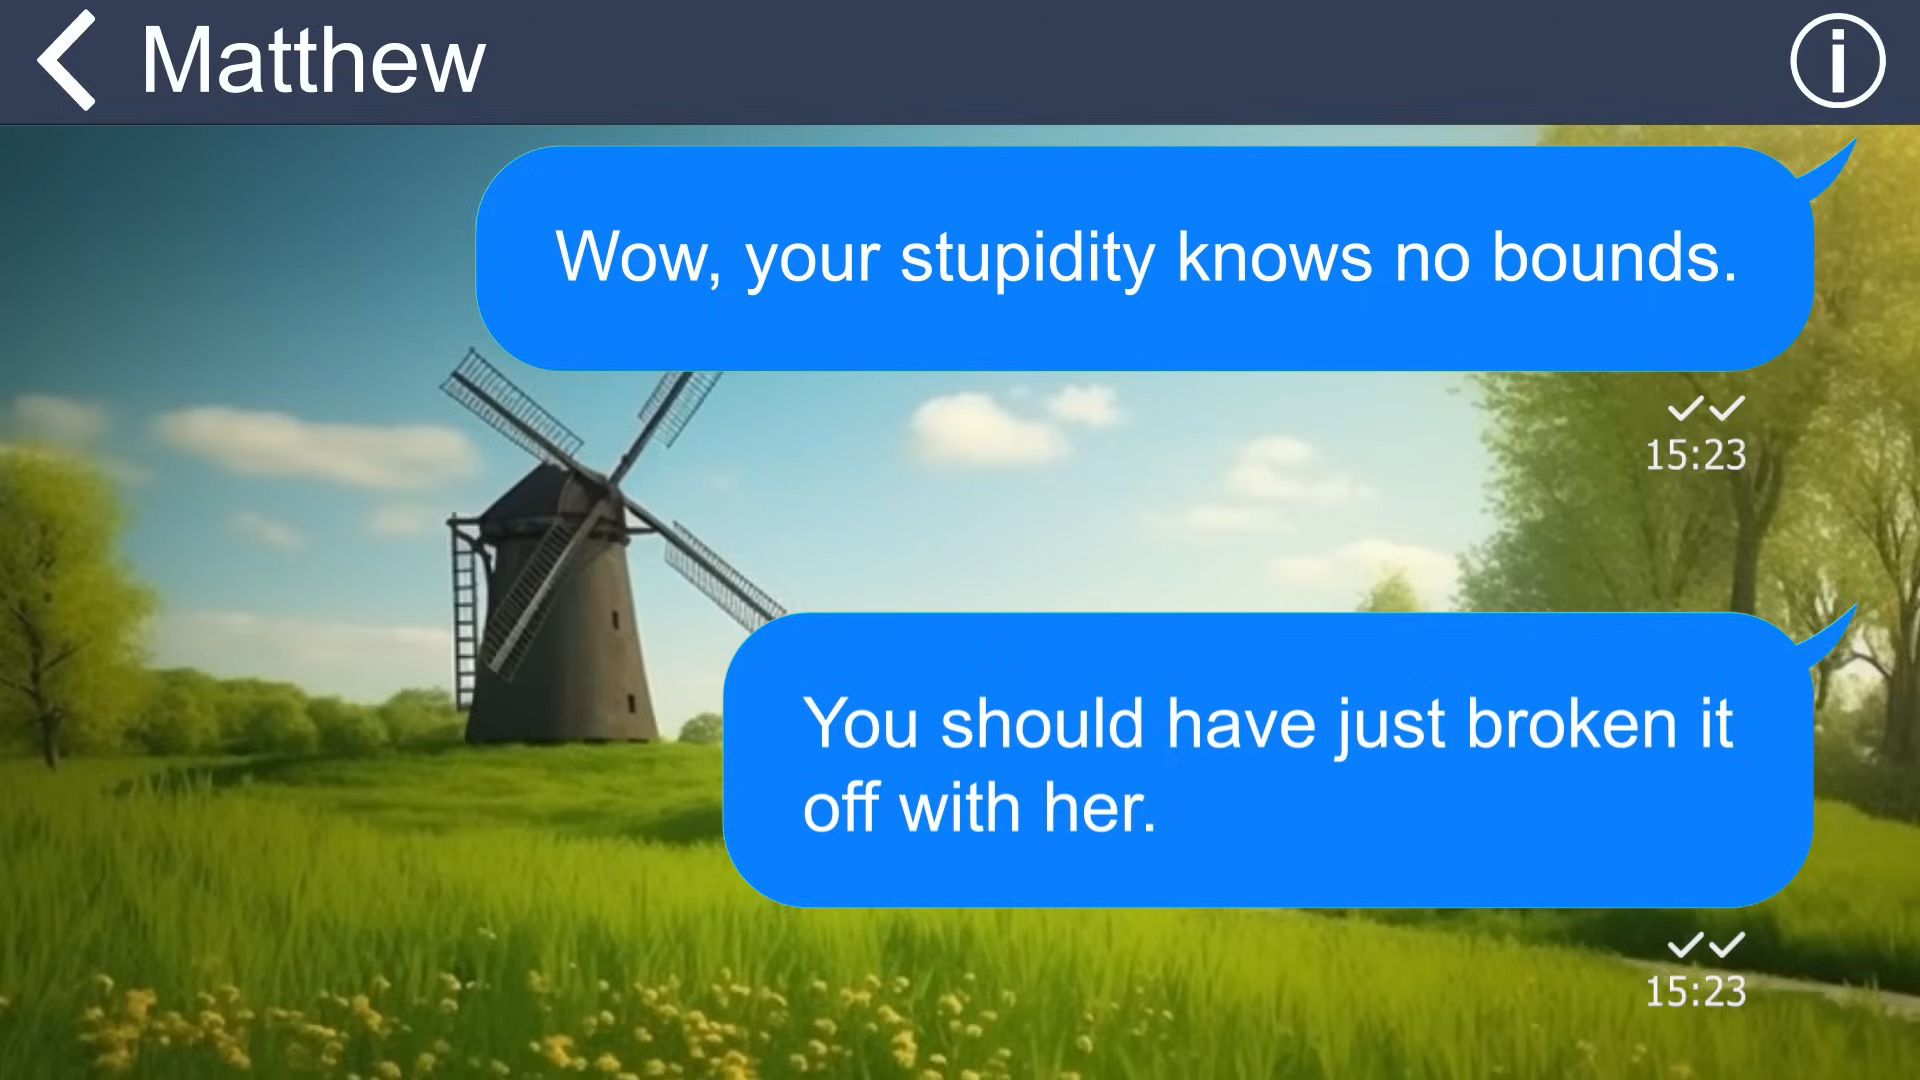 Matthew
Wow, your stupidity knows no bounds.
15:23
You should have just broken it
off with her.
15:23